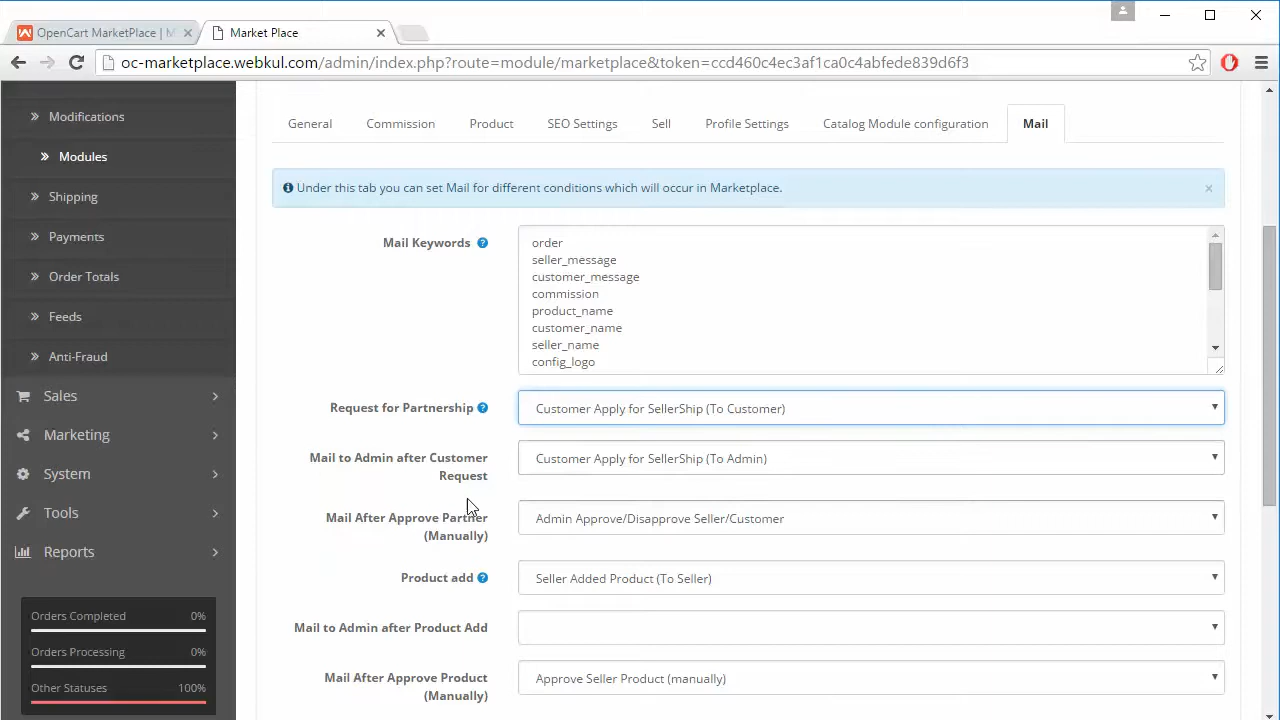 OpenCart MarketPlace | M
Market Place
oc-marketplace.webkul.com/admin/index.php?route=module/marketplace&token=ccd460c4ec3af1ca0c4abfede839d6f3
Modifications
Modules
Shipping
Payments
Order Totals
Feeds
Anti-Fraud
Sales
Marketing
System
Tools
Reports
Orders Completed 0%
Orders Processing 0%
Other Statuses 100%
General Commission Product SEO Settings Sell Profile Settings Catalog Module configuration Mail
Under this tab you can set Mail for different conditions which will occur in Marketplace. ×
Mail Keywords
order
seller_message
customer_message
commission
product_name
customer_name
seller_name
config_logo
Request for Partnership Customer Apply for SellerShip (To Customer)
Mail to Admin after Customer
Request
Customer Apply for SellerShip (To Admin)
Mail After Approve Partner
(Manually)
Admin Approve/Disapprove Seller/Customer
Product add Seller Added Product (To Seller)
Mail to Admin after Product Add
Mail After Approve Product
(Manually)
Approve Seller Product (manually)